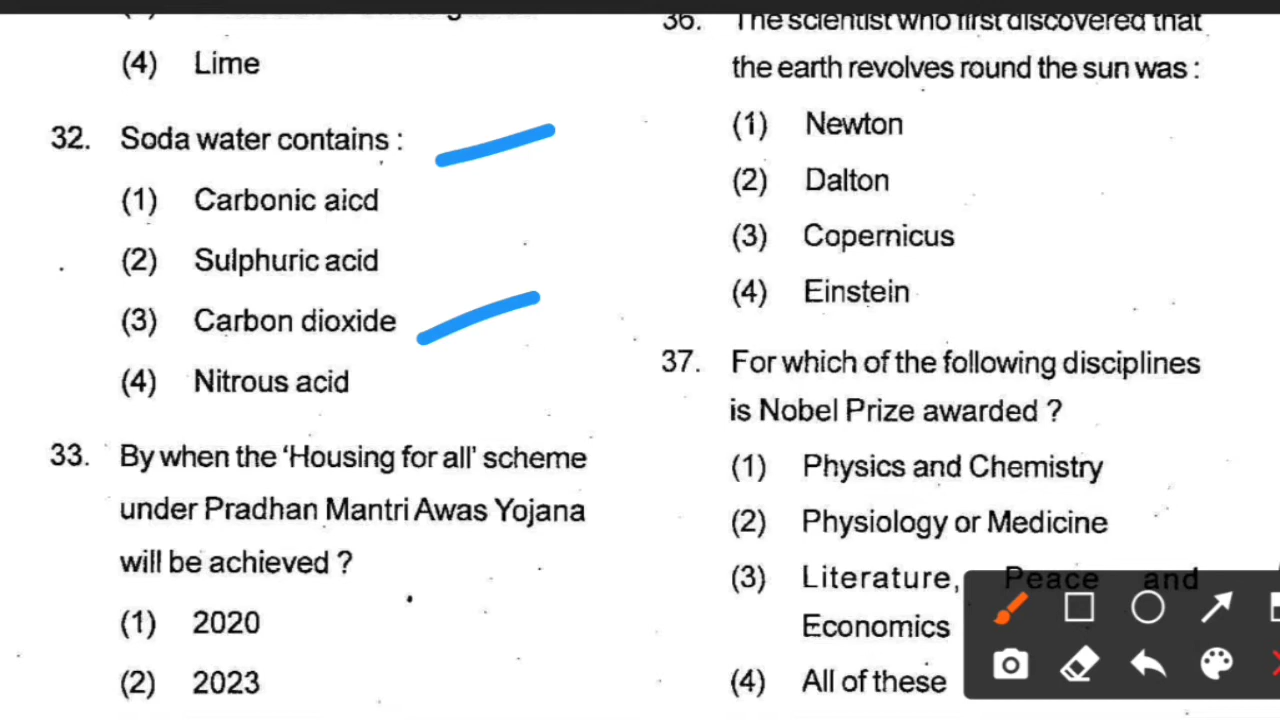 (4) Lime
32. Soda water contains :
(1) Carbonic aicd
(2) Sulphuric acid
(3) Carbon dioxide
(4) Nitrous acid
33. By when the ‘Housing for all’ scheme
under Pradhan Mantri Awas Yojana
will be achieved ?
(1) 2020
(2) 2023
36. The scientist who first discovered that
the earth revolves round the sun was :
(1) Newton
(2) Dalton
(3) Copernicus
(4) Einstein
37. For which of the following disciplines
is Nobel Prize awarded ?
(1) Physics and Chemistry
(2) Physiology or Medicine
(3) Literature, Peace and
Economics
(4) All of these